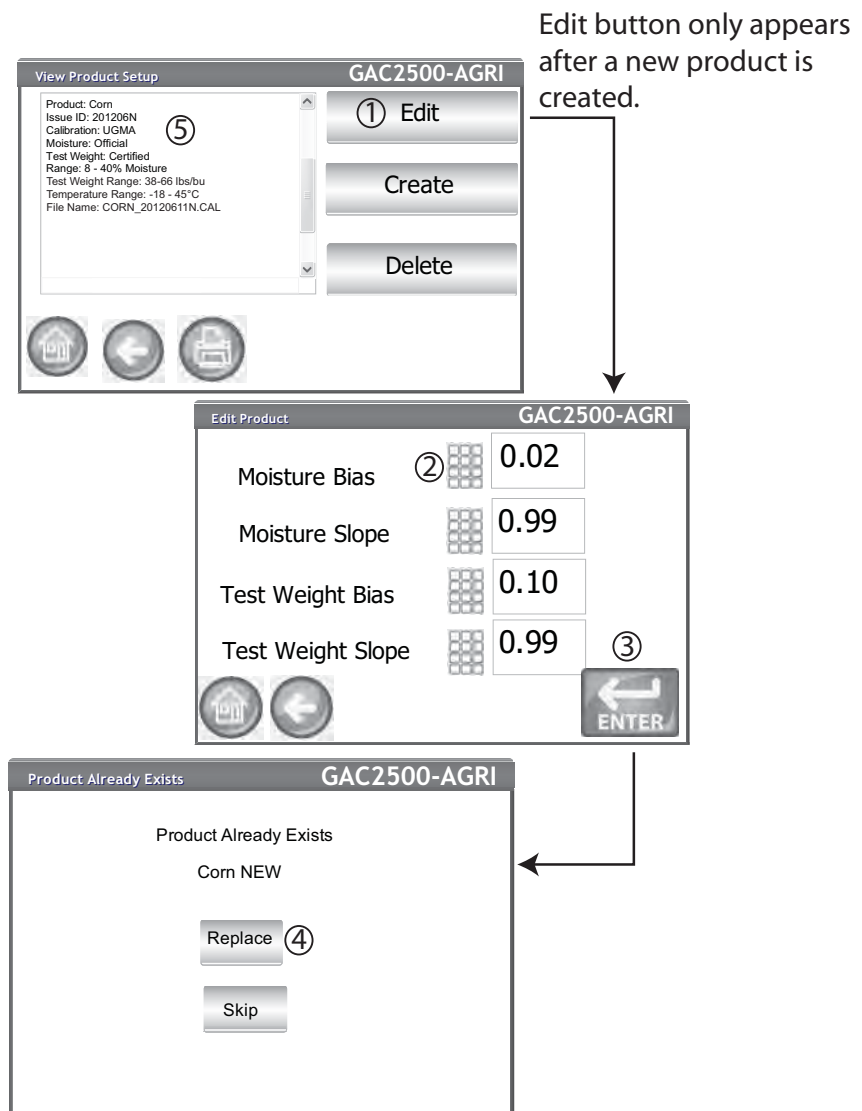 Edit button only appears
after a new product is
created.
View Product Setup GAC2500-AGRI
Product: Corn
Issue ID: 201206N
Calibration: UGMA
Moisture: Official
Test Weight: Certified
Range: 8 - 40% Moisture
Test Weight Range: 38-66 lbs/bu
Temperature Range: -18 - 45°C
File Name: CORN_20120611N.CAL
⑤
① Edit
Create
Delete
Edit Product GAC2500-AGRI
Moisture Bias ② 0.02
Moisture Slope 0.99
Test Weight Bias 0.10
Test Weight Slope 0.99
③
ENTER
Product Already Exists GAC2500-AGRI
Product Already Exists
Corn NEW
Replace ④
Skip